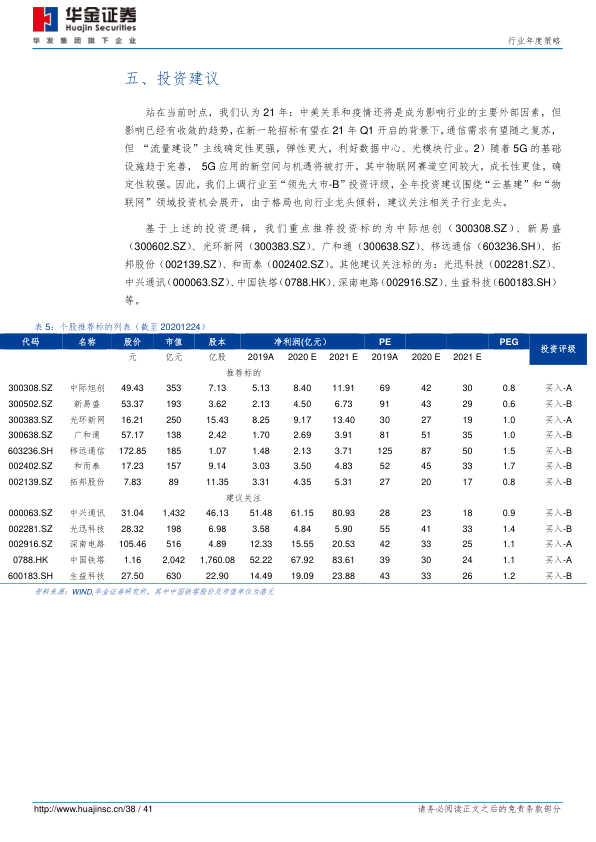 华金证券
Huajin Securities
华发集团旗下企业
行业年度策略
五、投资建议
站在当前时点，我们认为 21 年：中美关系和疫情还将是成为影响行业的主要外部因素，但
影响已经有收敛的趋势，在新一轮招标有望在 21 年 Q1 开启的背景下，通信需求有望随之复苏，
但 “流量建设”主线确定性更强，弹性更大，利好数据中心、光模块行业。2）随着 5G 的基础
设施趋于完善， 5G 应用的新空间与机遇将被打开，其中物联网赛道空间较大，成长性更佳，确
定性较强。因此，我们上调行业至“领先大市-B”投资评级，全年投资建议围绕“云基建”和“物
联网”领域投资机会展开，由于格局也向行业龙头倾斜，建议关注相关子行业龙头。
基于上述的投资逻辑，我们重点推荐投资标的为中际旭创（300308.SZ）、新易盛
（300602.SZ）、光环新网（300383.SZ）、广和通（300638.SZ）、移远通信（603236.SH）、拓
邦股份（002139.SZ）、和而泰（002402.SZ）。其他建议关注标的为：光迅科技（002281.SZ）、
中兴通讯（000063.SZ）、中国铁塔（0788.HK）、深南电路（002916.SZ）、生益科技（600183.SH）
等。
表 5：个股推荐标的列表（截至 20201224）
代码 名称 股价 市值 股本 净利润(亿元） PE PEG 投资评级
元 亿元 亿股 2019A 2020 E 2021 E 2019A 2020 E 2021 E
推荐标的
300308.SZ 中际旭创 49.43 353 7.13 5.13 8.40 11.91 69 42 30 0.8 买入-A
300502.SZ 新易盛 53.37 193 3.62 2.13 4.50 6.73 91 43 29 0.6 买入-B
300383.SZ 光环新网 16.21 250 15.43 8.25 9.17 13.40 30 27 19 1.0 买入-A
300638.SZ 广和通 57.17 138 2.42 1.70 2.69 3.91 81 51 35 1.0 买入-B
603236.SH 移远通信 172.85 185 1.07 1.48 2.13 3.71 125 87 50 1.5 买入-B
002402.SZ 和而泰 17.23 157 9.14 3.03 3.50 4.83 52 45 33 1.7 买入-B
002139.SZ 拓邦股份 7.83 89 11.35 3.31 4.35 5.31 27 20 17 0.8 买入-B
建议关注
000063.SZ 中兴通讯 31.04 1,432 46.13 51.48 61.15 80.93 28 23 18 0.9 买入-B
002281.SZ 光迅科技 28.32 198 6.98 3.58 4.84 5.90 55 41 33 1.4 买入-B
002916.SZ 深南电路 105.46 516 4.89 12.33 15.55 20.53 42 33 25 1.1 买入-A
0788.HK 中国铁塔 1.16 2,042 1,760.08 52.22 67.92 83.61 39 30 24 1.1 买入-A
600183.SH 生益科技 27.50 630 22.90 14.49 19.09 23.88 43 33 26 1.2 买入-B
资料来源：WIND,华金证券研究所，其中中国铁塔股价及市值单位为港元
http://www.huajinsc.cn/38 / 41
请务必阅读正文之后的免责条款部分